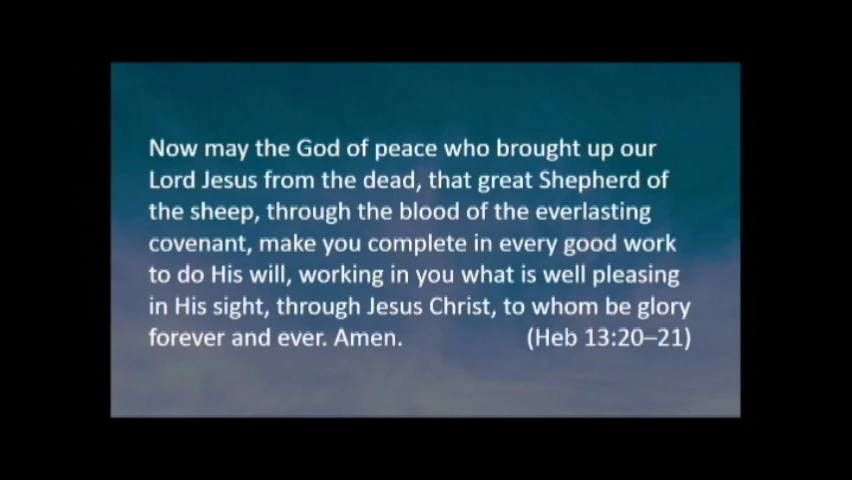 Now may the God of peace who brought up our
Lord Jesus from the dead, that great Shepherd of
the sheep, through the blood of the everlasting
covenant, make you complete in every good work
to do His will, working in you what is well pleasing
in His sight, through Jesus Christ, to whom be glory
forever and ever. Amen. (Heb 13:20–21)